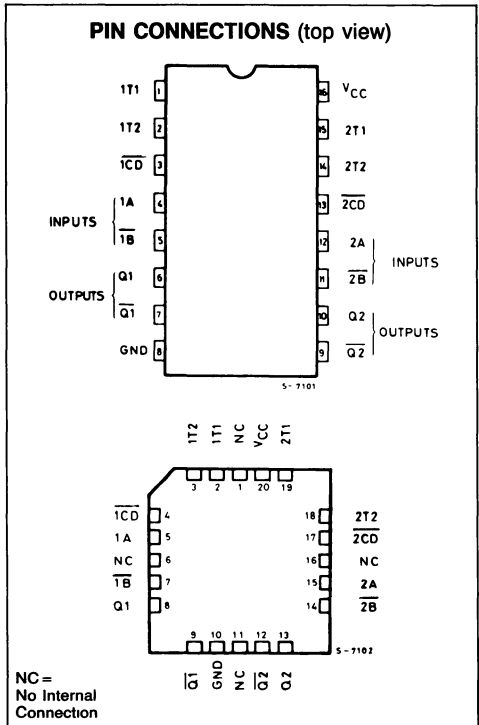 PIN CONNECTIONS (top view)
1T1 1 16 VCC
1T2 2 15 2T1
1CD 3 14 2T2
1A 4 13 2CD
INPUTS
1B 5 12 2A
INPUTS
Q1 6 11 2B
OUTPUTS
Q1 7 10 Q2
OUTPUTS
GND 8 9 Q2
S-7101
1T2 1T1 NC VCC 2T1
3 2 1 20 19
1CD 4 18 2T2
1A 5 17 2CD
NC 6 16 NC
1B 7 15 2A
Q1 8 14 2B
9 10 11 12 13
S-7102
Q1 GND NC Q2 Q2
NC =
No Internal
Connection